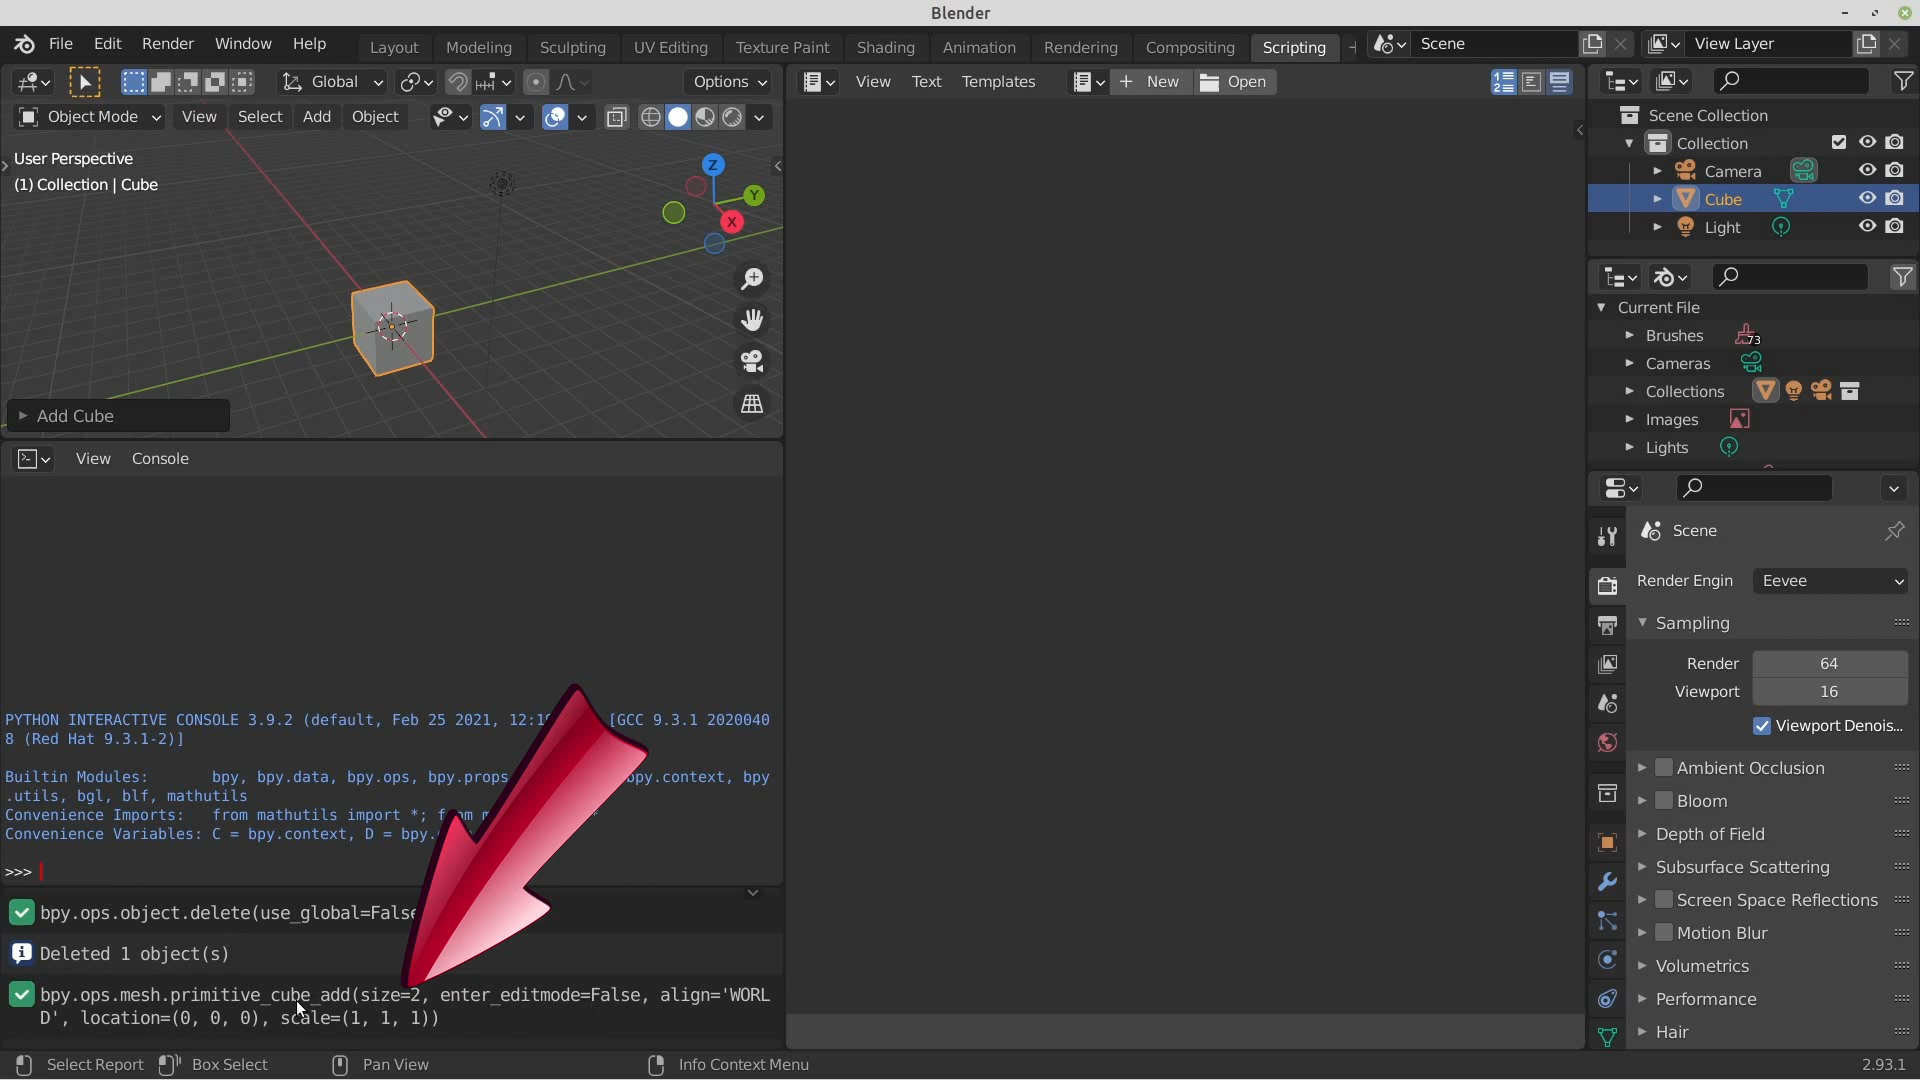 Blender
File Edit Render Window Help Layout Modeling Sculpting UV Editing Texture Paint Shading Animation Rendering Compositing Scripting Scene View Layer
Global Options
View Text Templates New Open
Object Mode View Select Add Object
User Perspective
(1) Collection | Cube
Z
Y
X
Add Cube
Scene Collection
Collection
Camera
Cube
Light
Current File
Brushes 73
Cameras
Collections
Images
Lights
View Console
PYTHON INTERACTIVE CONSOLE 3.9.2 (default, Feb 25 2021, [GCC 9.3.1 2020040
8 (Red Hat 9.3.1-2)]
Builtin Modules: bpy, bpy.data, bpy.ops, bpy.props bpy.context, bpy
.utils, bgl, blf, mathutils
Convenience Imports: from mathutils import *; from
Convenience Variables: C = bpy.context, D = bpy.
>>>
bpy.ops.object.delete(use_global=False
Deleted 1 object(s)
bpy.ops.mesh.primitive_cube_add(size=2, enter_editmode=False, align='WORL
D', location=(0, 0, 0), scale=(1, 1, 1))
Scene
Render Engin Eevee
Sampling
Render 64
Viewport 16
Viewport Denois...
Ambient Occlusion
Bloom
Depth of Field
Subsurface Scattering
Screen Space Reflections
Motion Blur
Volumetrics
Performance
Hair
Select Report Box Select Pan View Info Context Menu 2.93.1